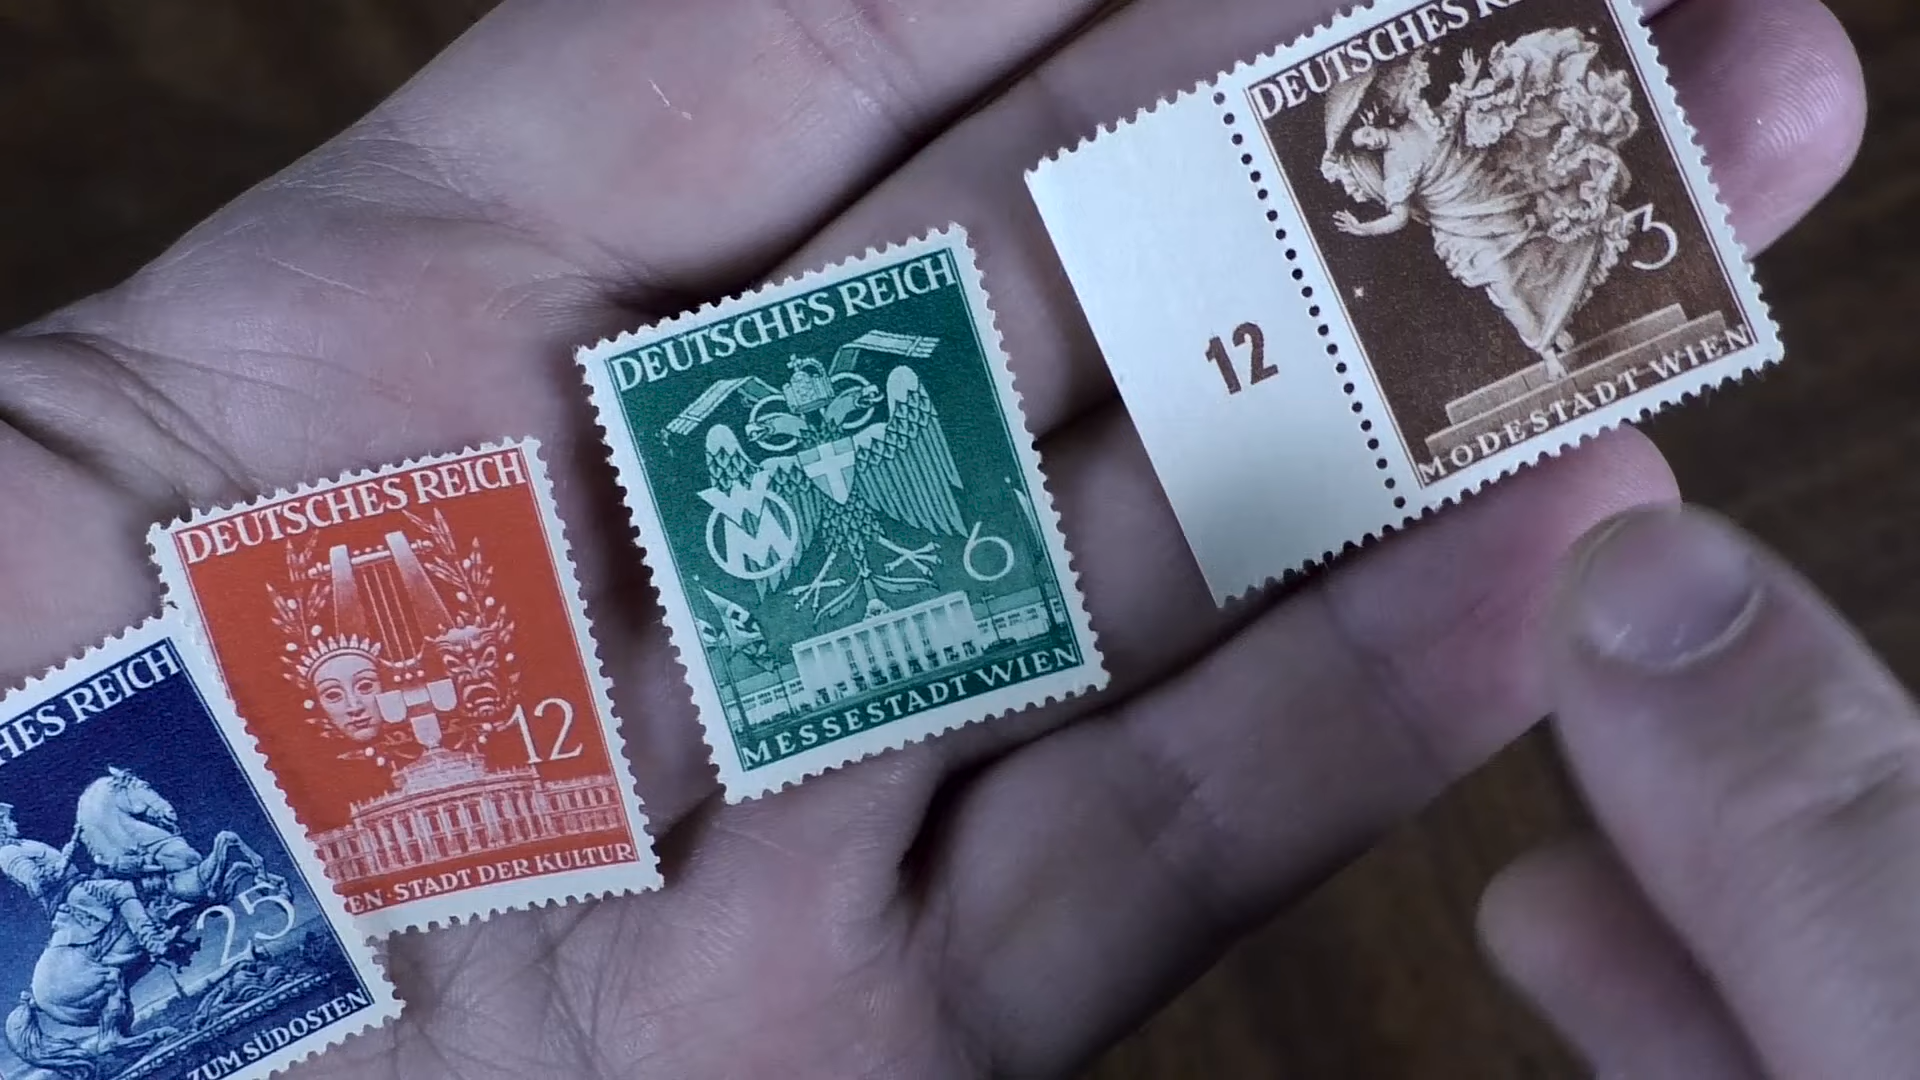 DEUTSCHES
3
MODESTADT WIEN
12
DEUTSCHES REICH
WM
6
MESSESTADT WIEN
DEUTSCHES REICH
12
EN · STADT DER KULTUR
HES REICH
25
ZUM SÜDOSTEN